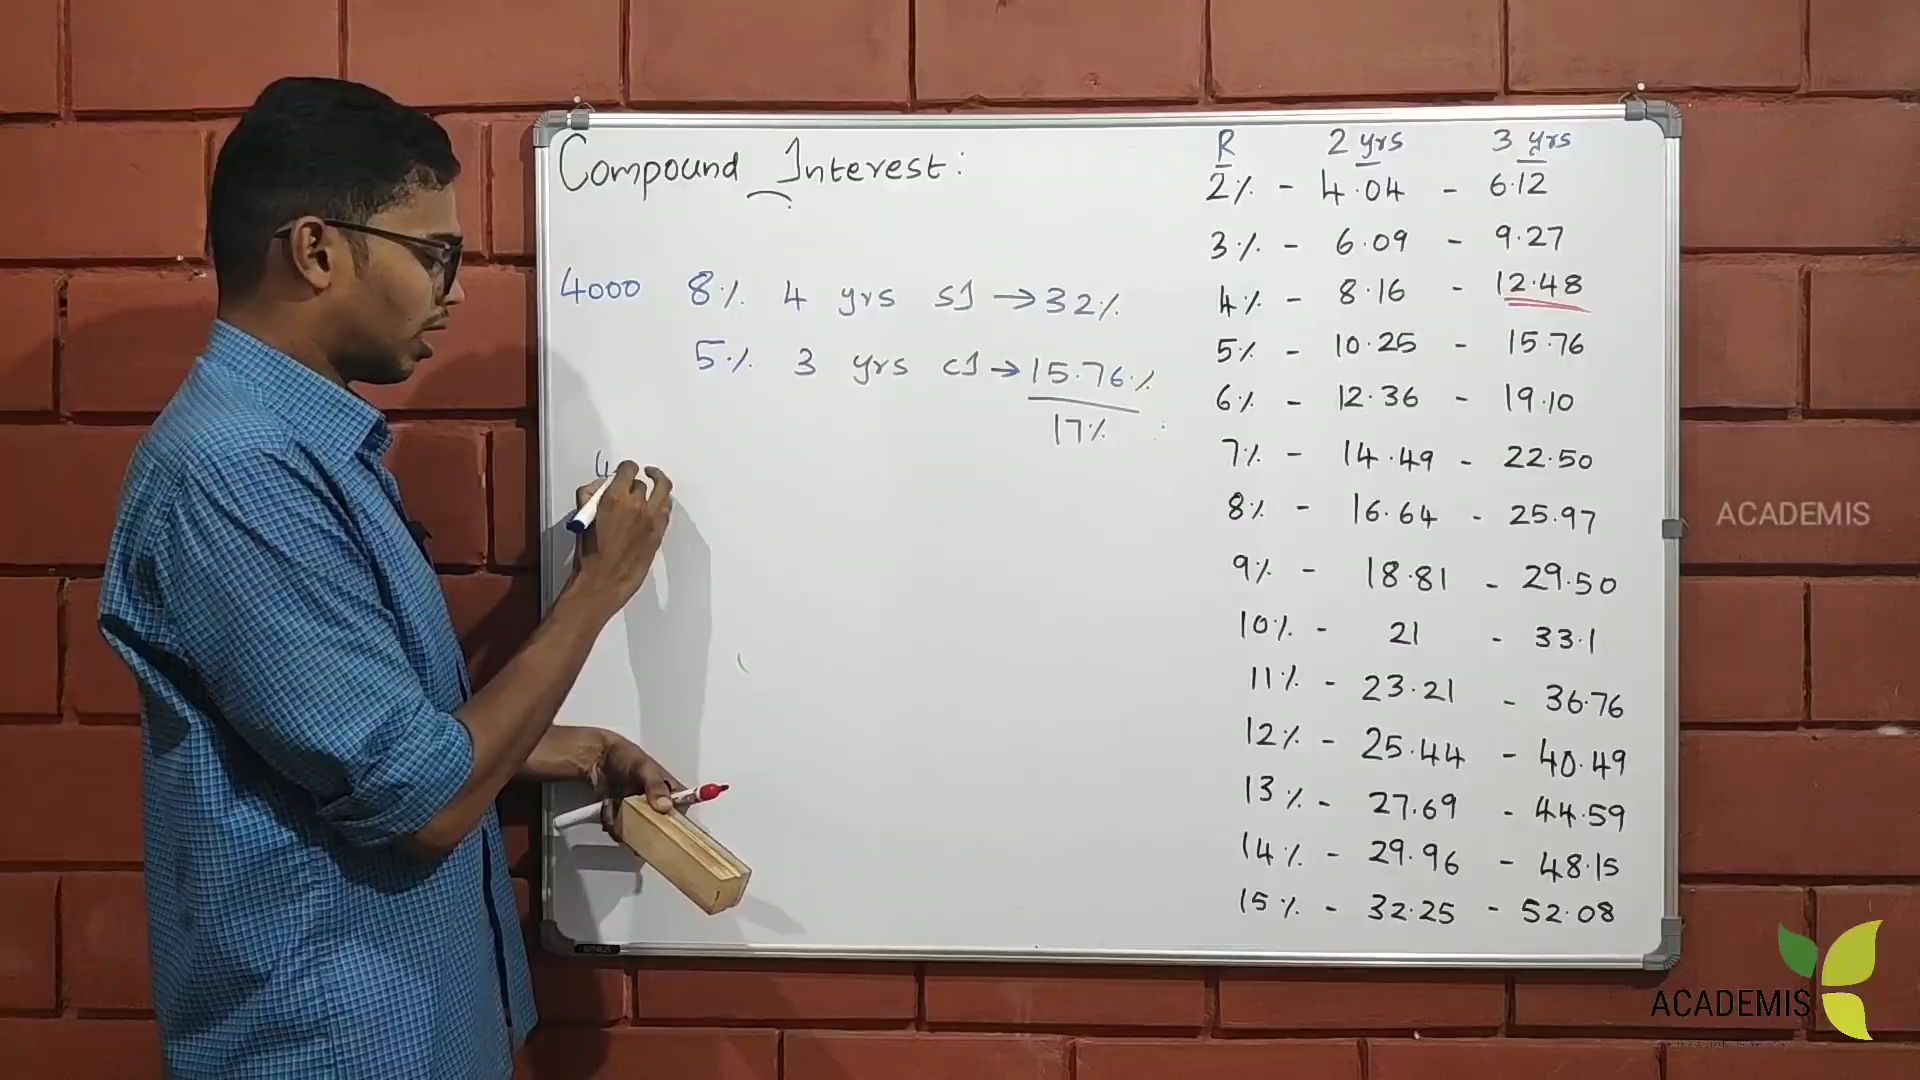 Compound Interest:
4000 8% 4 yrs SI → 32%
5% 3 yrs CI → 15.76%
17%
4
R 2 yrs 3 yrs
2% - 4.04 - 6.12
3% - 6.09 - 9.27
4% - 8.16 - 12.48
5% - 10.25 - 15.76
6% - 12.36 - 19.10
7% - 14.49 - 22.50
8% - 16.64 - 25.97
9% - 18.81 - 29.50
10% - 21 - 33.1
11% - 23.21 - 36.76
12% - 25.44 - 40.49
13% - 27.69 - 44.59
14% - 29.96 - 48.15
15% - 32.25 - 52.08
ACADEMIS
ACADEMIS